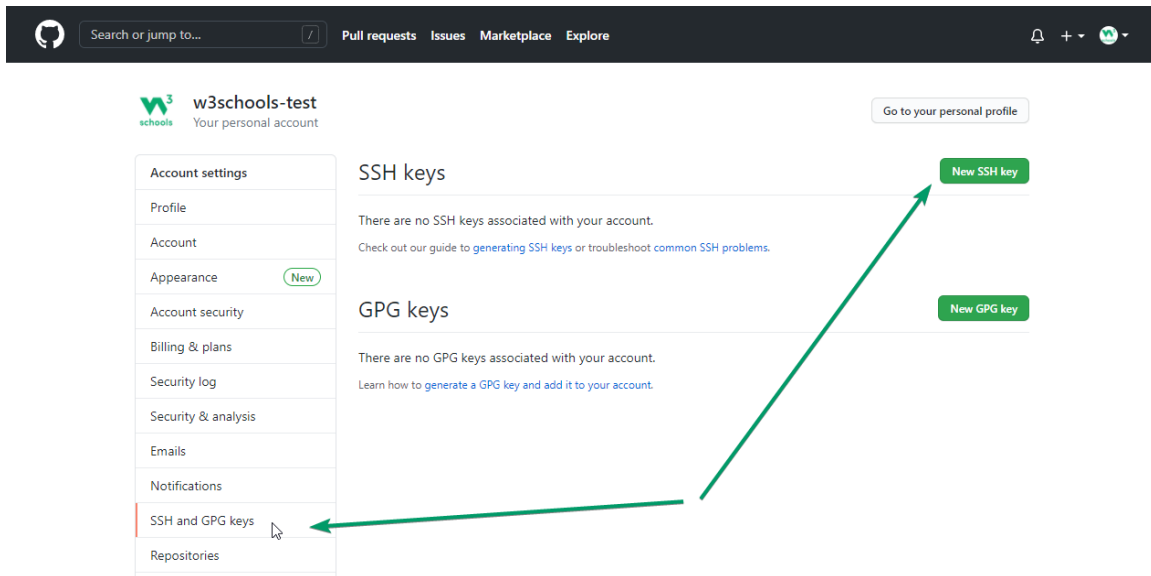 Search or jump to... /
Pull requests Issues Marketplace Explore
W3
schools
w3schools-test
Your personal account
Go to your personal profile
Account settings
Profile
Account
Appearance New
Account security
Billing & plans
Security log
Security & analysis
Emails
Notifications
SSH and GPG keys
Repositories
SSH keys
New SSH key
There are no SSH keys associated with your account.
Check out our guide to generating SSH keys or troubleshoot common SSH problems.
GPG keys
New GPG key
There are no GPG keys associated with your account.
Learn how to generate a GPG key and add it to your account.